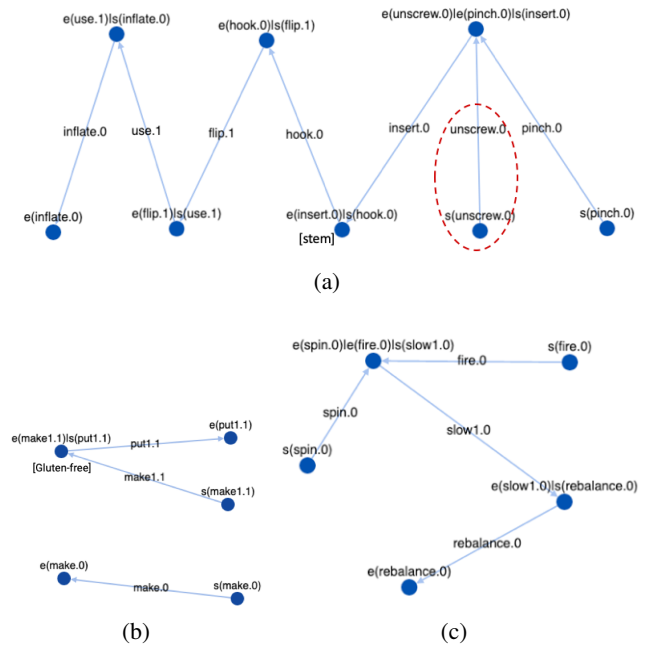 e(use.1)|s(inflate.0)
e(hook.0)|s(flip.1)
e(unscrew.0)|e(pinch.0)|s(insert.0)
inflate.0
use.1
flip.1
hook.0
insert.0
unscrew.0
pinch.0
e(inflate.0)
e(flip.1)|s(use.1)
e(insert.0)|s(hook.0)
[stem]
s(unscrew.0)
s(pinch.0)
(a)
e(make1.1)|s(put1.1)
[Gluten-free]
put1.1
e(put1.1)
make1.1
s(make1.1)
e(make.0)
make.0
s(make.0)
(b)
e(spin.0)|e(fire.0)|s(slow1.0)
s(fire.0)
fire.0
spin.0
slow1.0
s(spin.0)
e(slow1.0)|s(rebalance.0)
rebalance.0
e(rebalance.0)
(c)